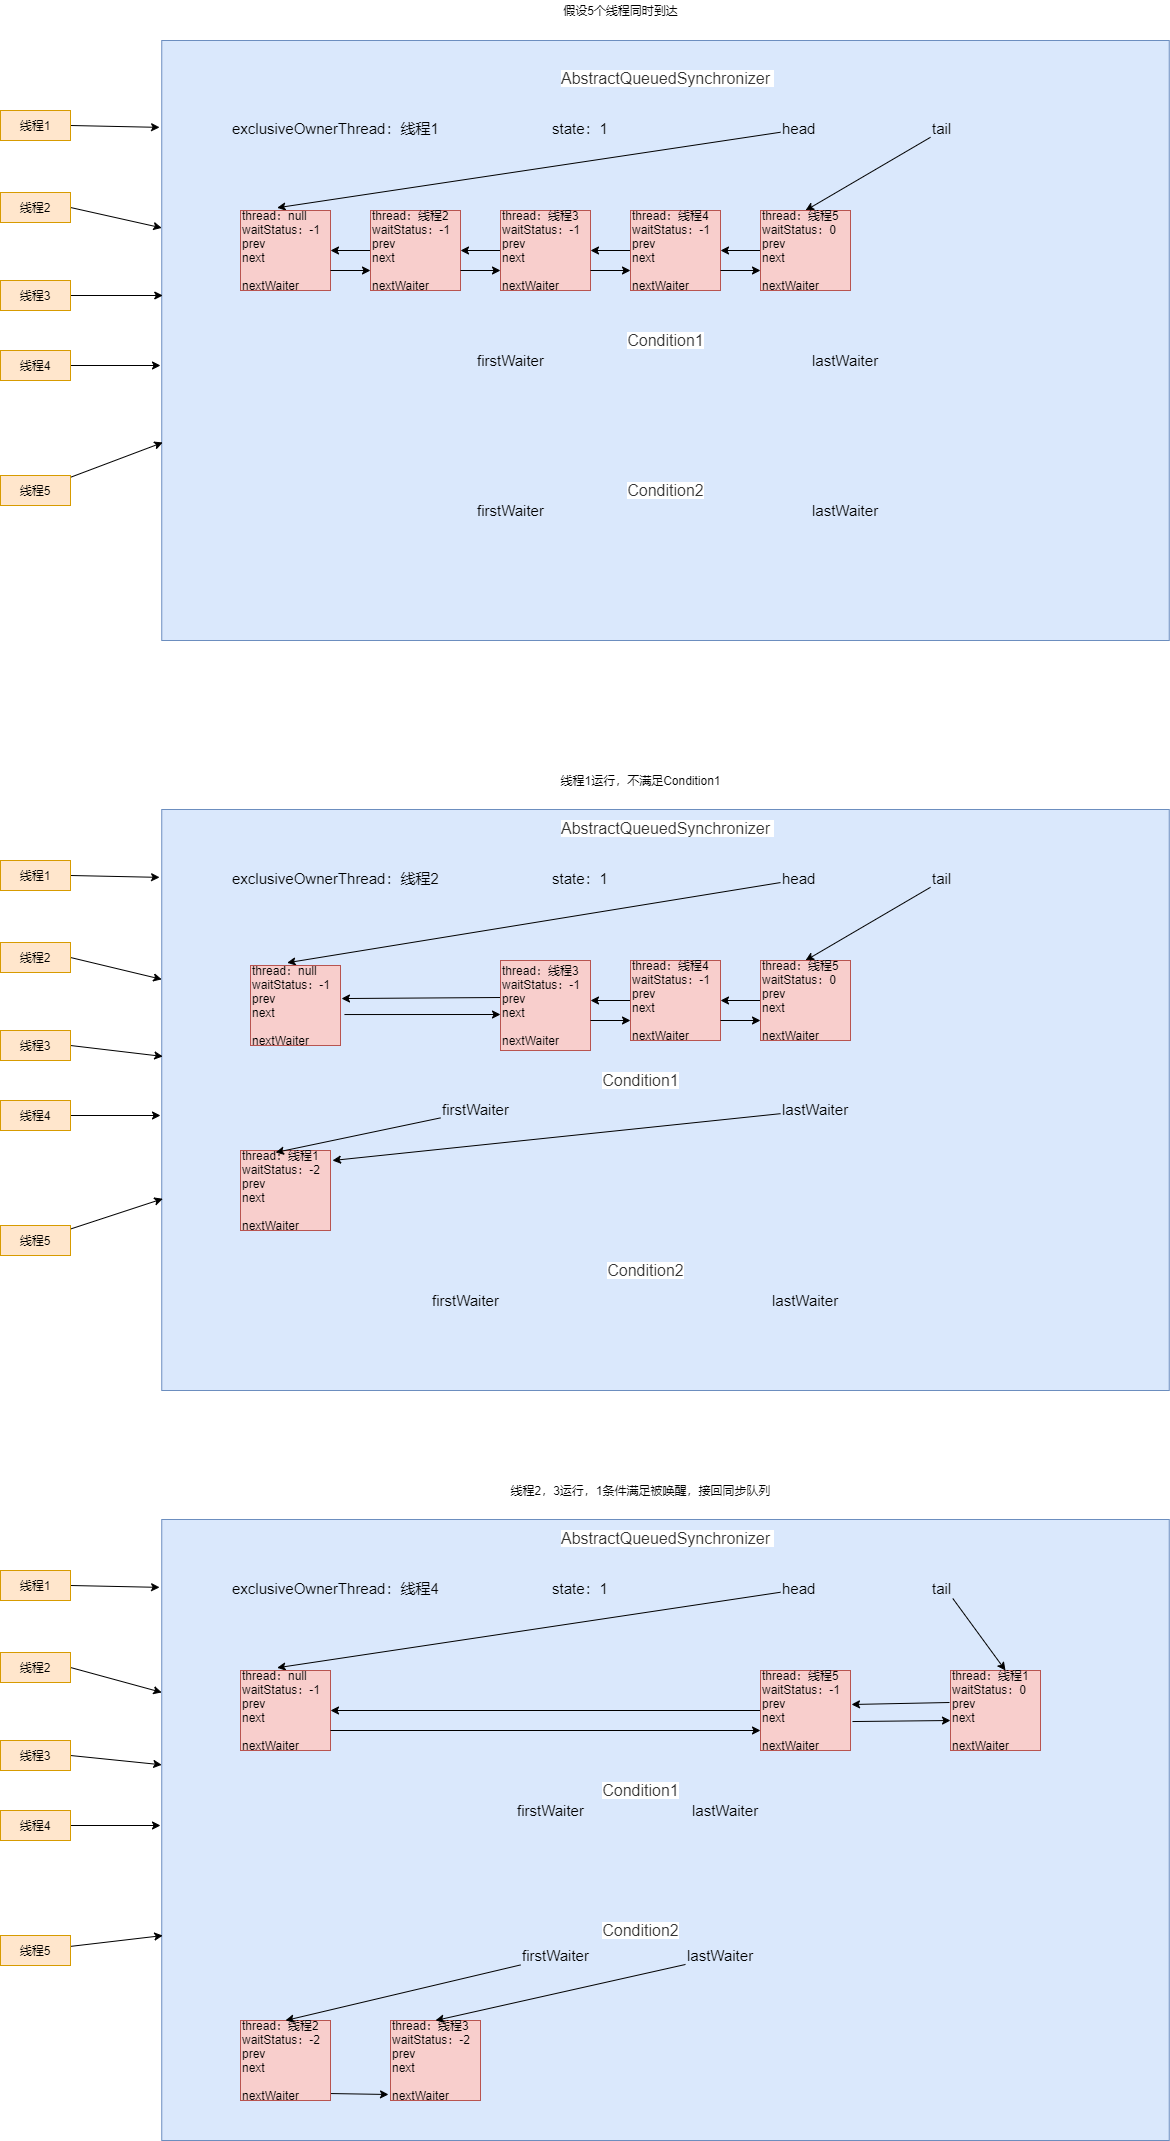 假设5个线程同时到达
AbstractQueuedSynchronizer
线程1
exclusiveOwnerThread：线程1
state：1
head
tail
线程2
thread：null
waitStatus：-1
prev
next
nextWaiter
thread：线程2
waitStatus：-1
prev
next
nextWaiter
thread：线程3
waitStatus：-1
prev
next
nextWaiter
thread：线程4
waitStatus：-1
prev
next
nextWaiter
thread：线程5
waitStatus：0
prev
next
nextWaiter
线程3
Condition1
firstWaiter
lastWaiter
线程4
线程5
Condition2
firstWaiter
lastWaiter
线程1运行，不满足Condition1
AbstractQueuedSynchronizer
线程1
exclusiveOwnerThread：线程2
state：1
head
tail
线程2
thread：null
waitStatus：-1
prev
next
nextWaiter
thread：线程3
waitStatus：-1
prev
next
nextWaiter
thread：线程4
waitStatus：-1
prev
next
nextWaiter
thread：线程5
waitStatus：0
prev
next
nextWaiter
线程3
Condition1
线程4
firstWaiter
lastWaiter
thread：线程1
waitStatus：-2
prev
next
nextWaiter
线程5
Condition2
firstWaiter
lastWaiter
线程2，3运行，1条件满足被唤醒，接回同步队列
AbstractQueuedSynchronizer
线程1
exclusiveOwnerThread：线程4
state：1
head
tail
线程2
thread：null
waitStatus：-1
prev
next
nextWaiter
thread：线程5
waitStatus：-1
prev
next
nextWaiter
thread：线程1
waitStatus：0
prev
next
nextWaiter
线程3
Condition1
firstWaiter
lastWaiter
线程4
Condition2
线程5
firstWaiter
lastWaiter
thread：线程2
waitStatus：-2
prev
next
nextWaiter
thread：线程3
waitStatus：-2
prev
next
nextWaiter